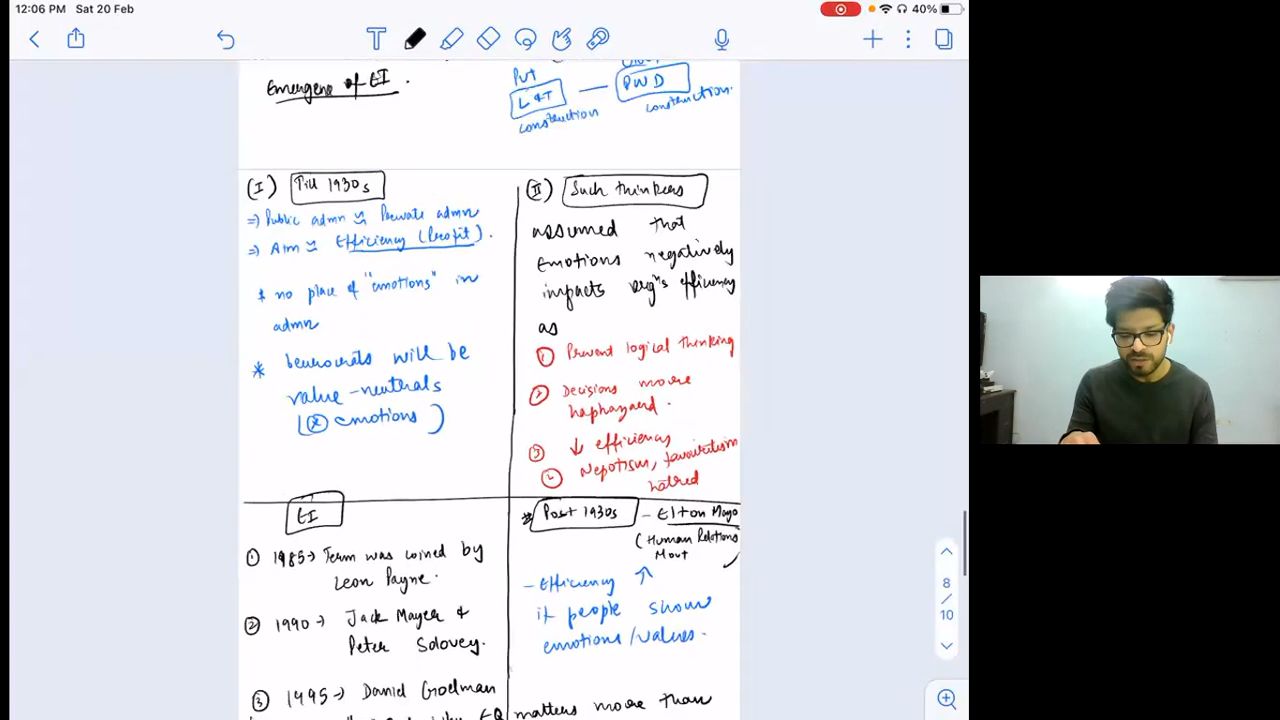 12:06 PM Sat 20 Feb
40%
T
Emergence of EI .
Pvt
L&T
construction
PWD
construction.
(I) Till 1930s
=) Public admn ≃ Private admn
=) Aim ≃ Efficiency (Profit).
* no place of "emotions" in
admn
* beurocrats will be
value-neutrals
( emotions )
(II) Such thinkers
assumed that
Emotions negatively
impacts orgn's efficiency
as
① Prevent logical thinking
② Decisions more
haphazard.
③ ↓ efficiency
Nepotism, favouritism
hatred
EI
① 1985 → Term was coined by
Leon Payne.
② 1990 → Jack Mayer &
Peter Solovey.
③ 1995 → Daniel Goelman
* Post 1930s - Elton Mayo
(Human Relations
Movt
- Efficiency ↑
if people show
emotions/values.
EQ matters more than
8
/
10